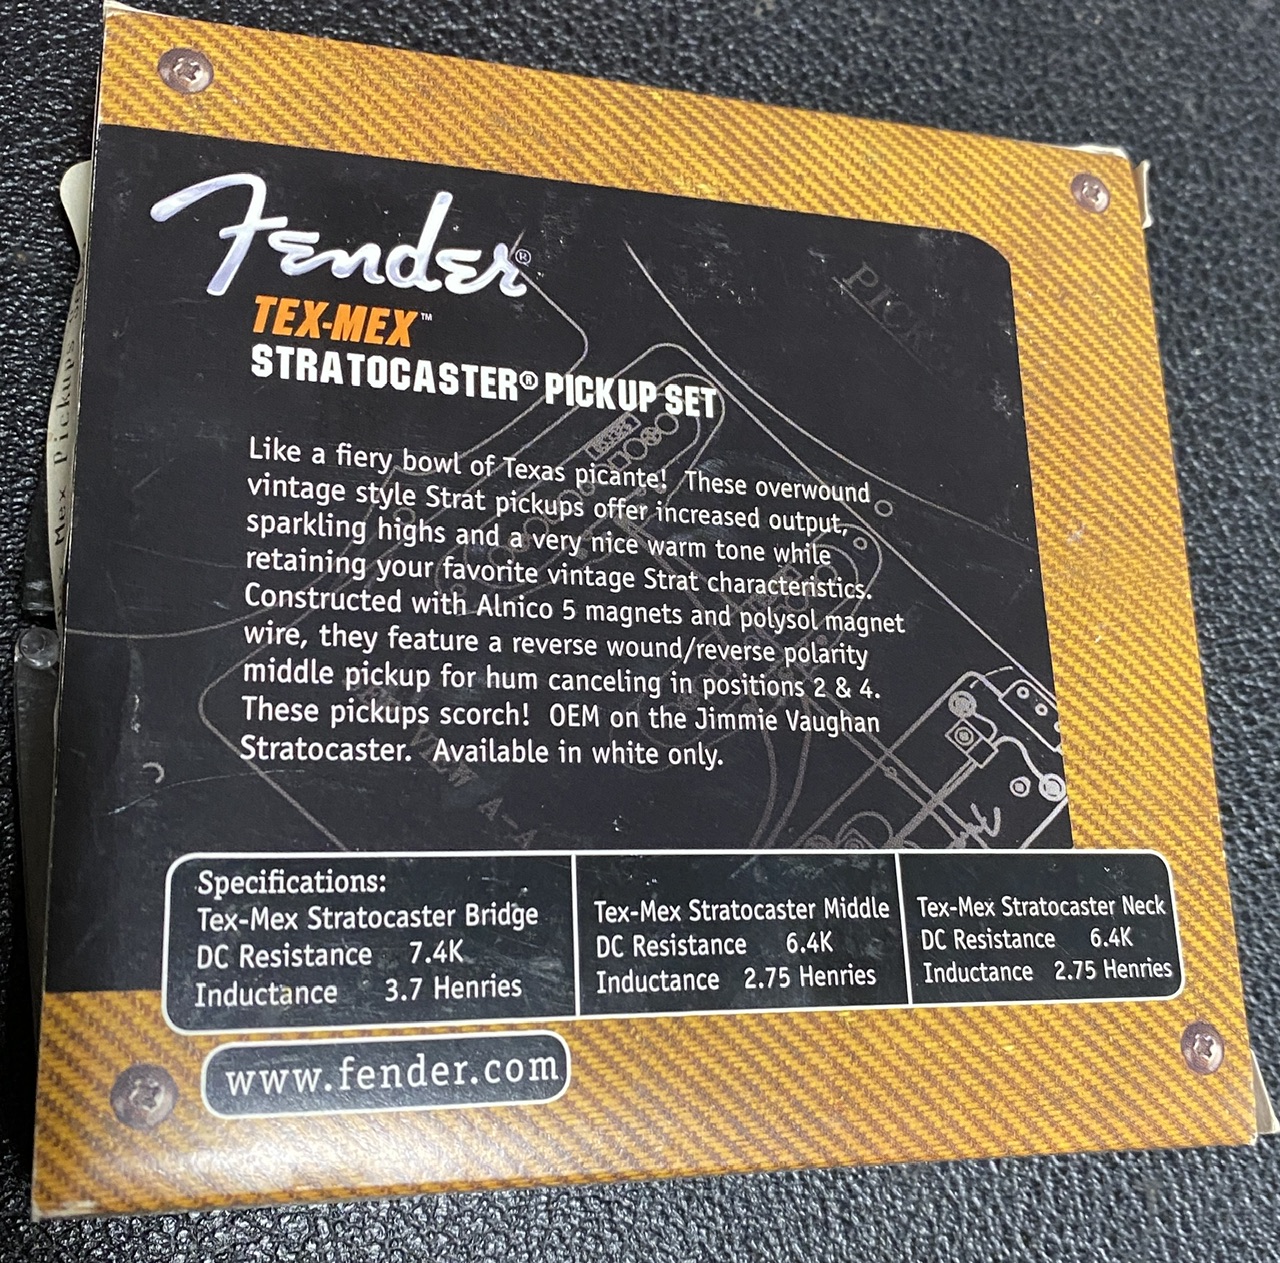 Fender®
TEX-MEX™
STRATOCASTER® PICKUP SET
Like a fiery bowl of Texas picante! These overwound
vintage style Strat pickups offer increased output,
sparkling highs and a very nice warm tone while
retaining your favorite vintage Strat characteristics.
Constructed with Alnico 5 magnets and polysol magnet
wire, they feature a reverse wound/reverse polarity
middle pickup for hum canceling in positions 2 & 4.
These pickups scorch! OEM on the Jimmie Vaughan
Stratocaster. Available in white only.
VIEW A-A
Specifications:
Tex-Mex Stratocaster Bridge
DC Resistance 7.4K
Inductance 3.7 Henries
Tex-Mex Stratocaster Middle
DC Resistance 6.4K
Inductance 2.75 Henries
Tex-Mex Stratocaster Neck
DC Resistance 6.4K
Inductance 2.75 Henries
www.fender.com
Mex Pickups